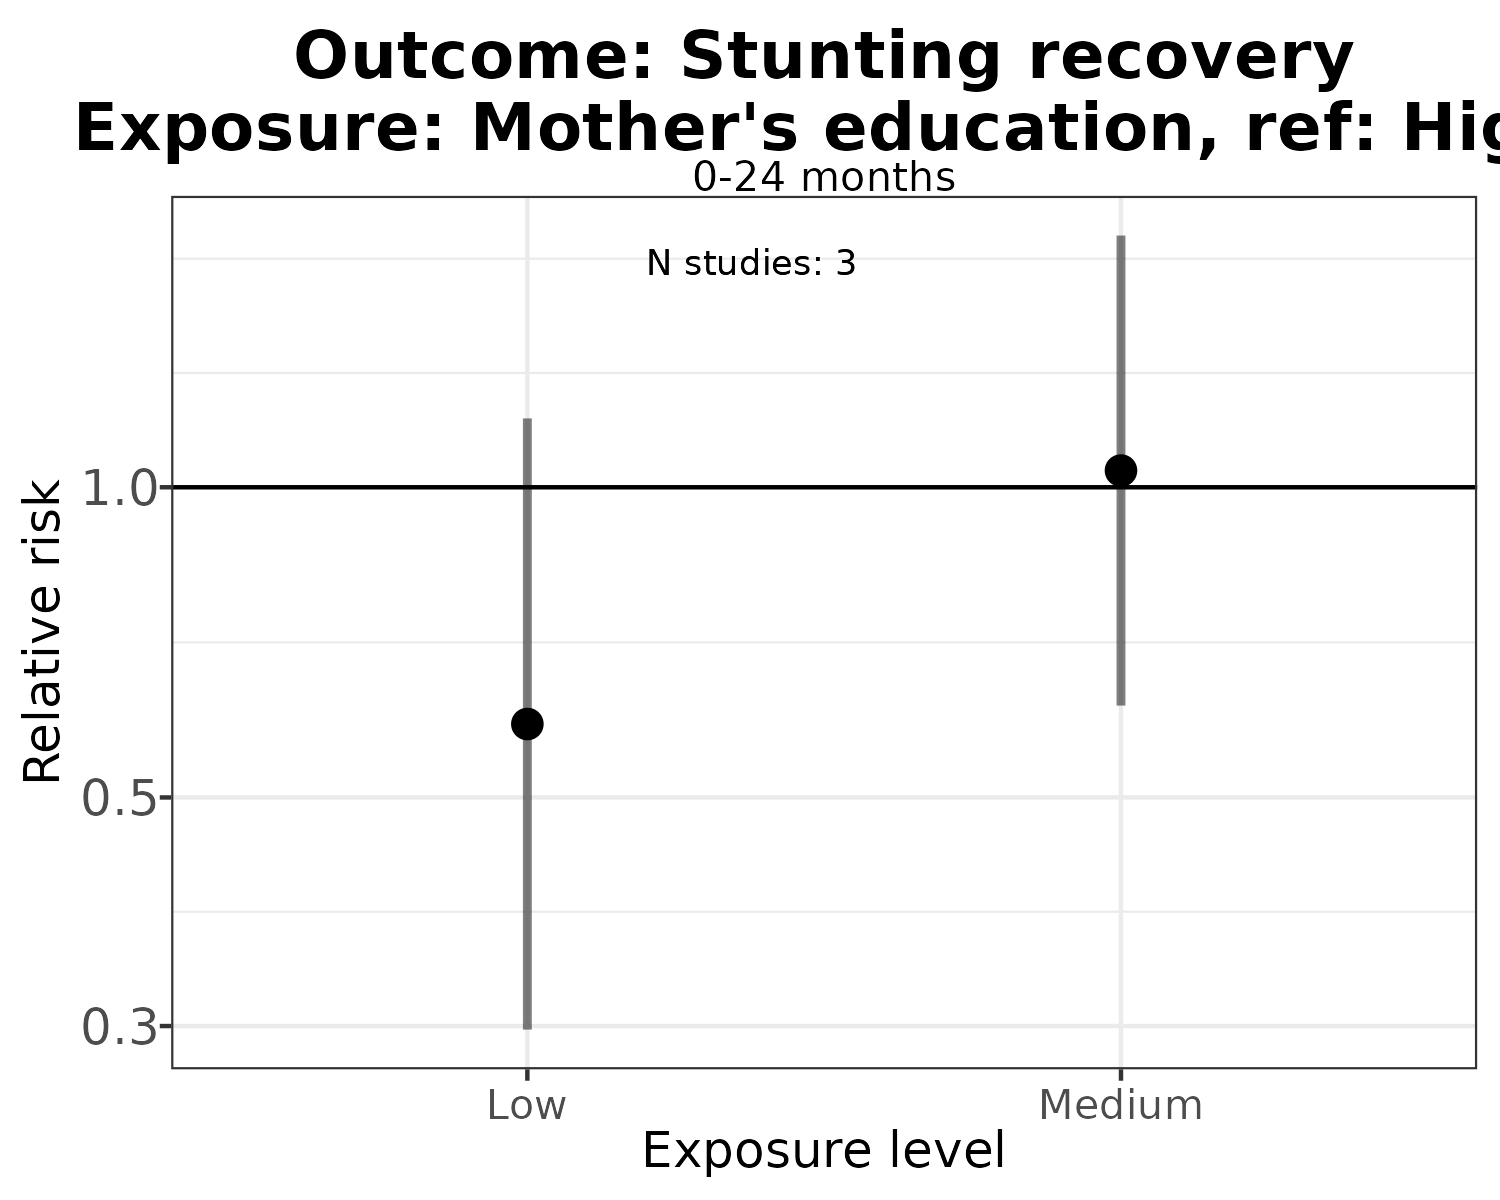 Outcome: Stunting recovery
Exposure: Mother's education, ref: Hig
0-24 months
N studies: 3
Relative risk
1.0
0.5
0.3
Low Medium
Exposure level